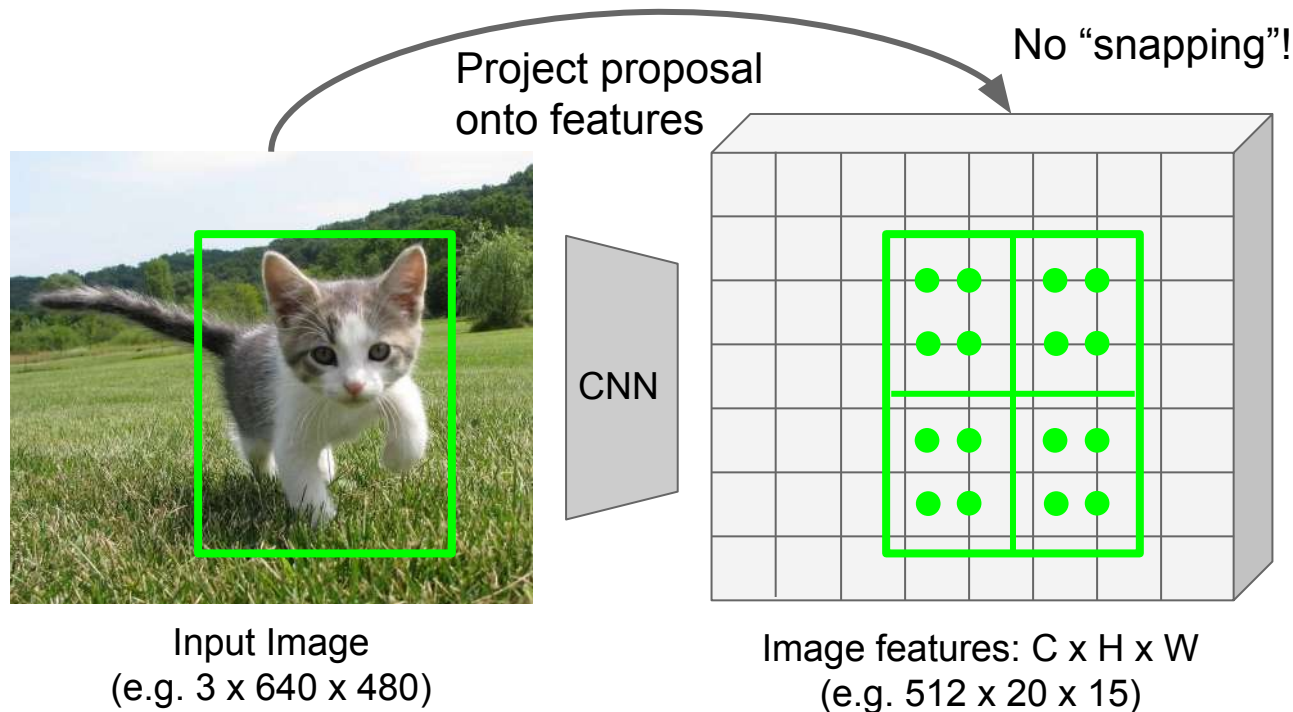 No “snapping”!
Project proposal
onto features
CNN
Input Image
(e.g. 3 x 640 x 480)
Image features: C x H x W
(e.g. 512 x 20 x 15)